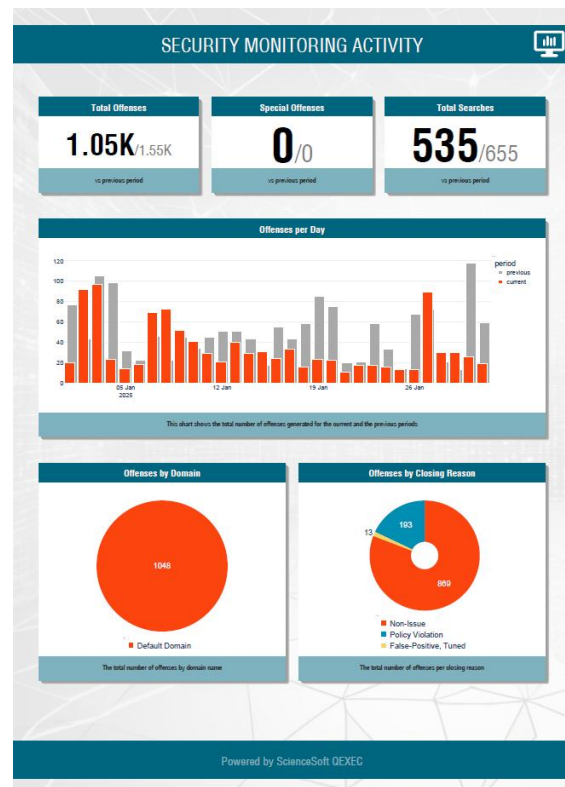 SECURITY MONITORING ACTIVITY
Total Offenses
1.05K/1.55K
vs previous period
Special Offenses
0/0
vs previous period
Total Searches
535/655
vs previous period
Offenses per Day
period
previous
current
120
100
80
60
40
20
0
05 Jan
2025
12 Jan
19 Jan
26 Jan
This chart shows the total number of offenses generated for the current and the previous periods
Offenses by Domain
1048
Default Domain
The total number of offenses by domain name
Offenses by Closing Reason
193
13
869
Non-Issue
Policy Violation
False-Positive, Tuned
The total number of offenses per closing reason
Powered by ScienceSoft QEXEC